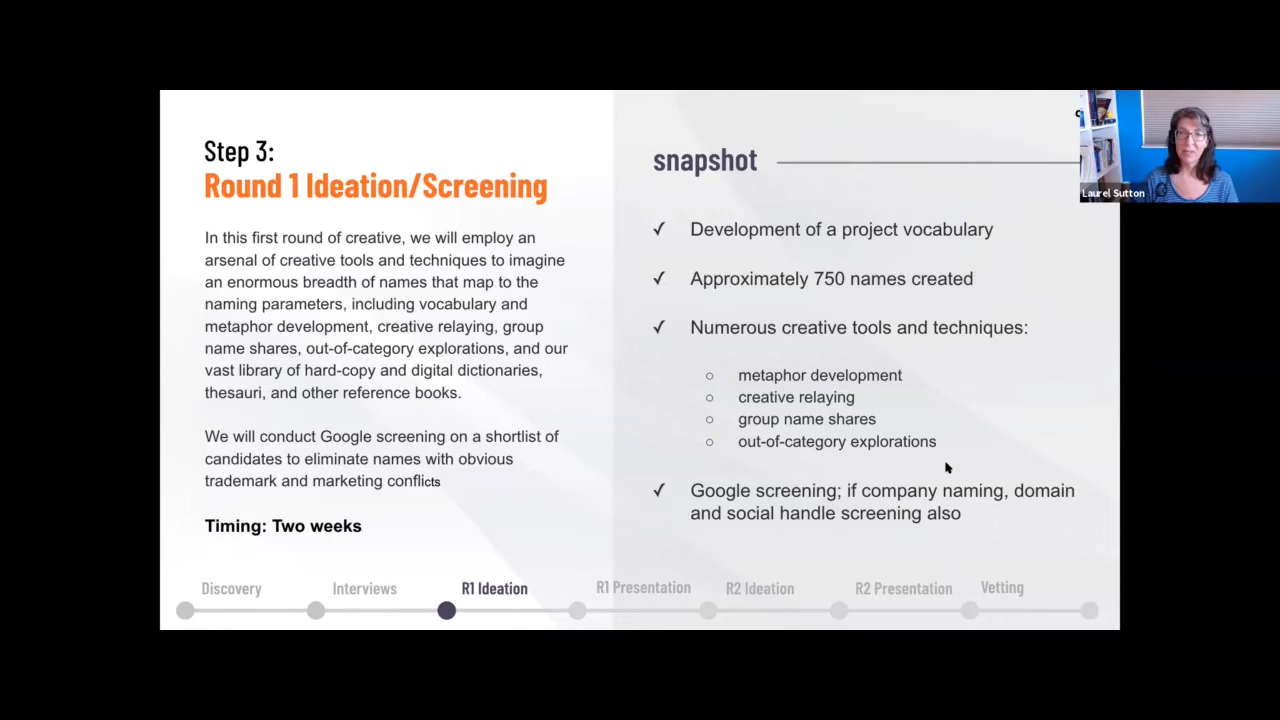 Step 3:
Round 1 Ideation/Screening
In this first round of creative, we will employ an
arsenal of creative tools and techniques to imagine
an enormous breadth of names that map to the
naming parameters, including vocabulary and
metaphor development, creative relaying, group
name shares, out-of-category explorations, and our
vast library of hard-copy and digital dictionaries,
thesauri, and other reference books.
We will conduct Google screening on a shortlist of
candidates to eliminate names with obvious
trademark and marketing conflicts
Timing: Two weeks
snapshot
✓ Development of a project vocabulary
✓ Approximately 750 names created
✓ Numerous creative tools and techniques:
○ metaphor development
○ creative relaying
○ group name shares
○ out-of-category explorations
✓ Google screening; if company naming, domain
and social handle screening also
Laurel Sutton
Discovery Interviews R1 Ideation R1 Presentation R2 Ideation R2 Presentation Vetting